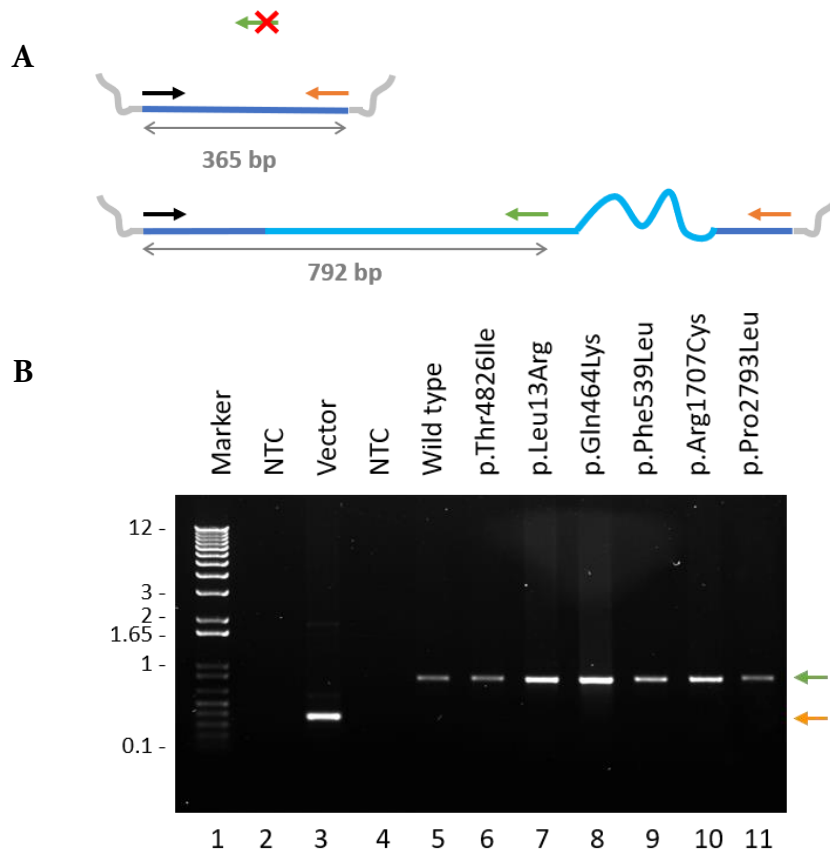 A
365 bp
792 bp
B
Marker
NTC
Vector
NTC
Wild type
p.Thr4826Ile
p.Leu13Arg
p.Gln464Lys
p.Phe539Leu
p.Arg1707Cys
p.Pro2793Leu
12 -
3 -
2 -
1.65 -
1 -
0.1 -
1 2 3 4 5 6 7 8 9 10 11